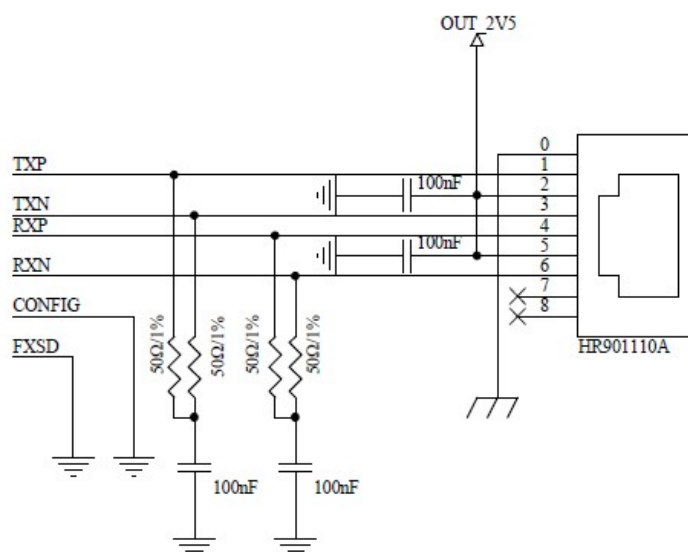 OUT_2V5
0
TXP
1
100nF
2
TXN
3
RXP
4
100nF
5
RXN
6
7
CONFIG
8
FXSD
HR901110A
50Ω/1%
50Ω/1%
50Ω/1%
50Ω/1%
100nF
100nF